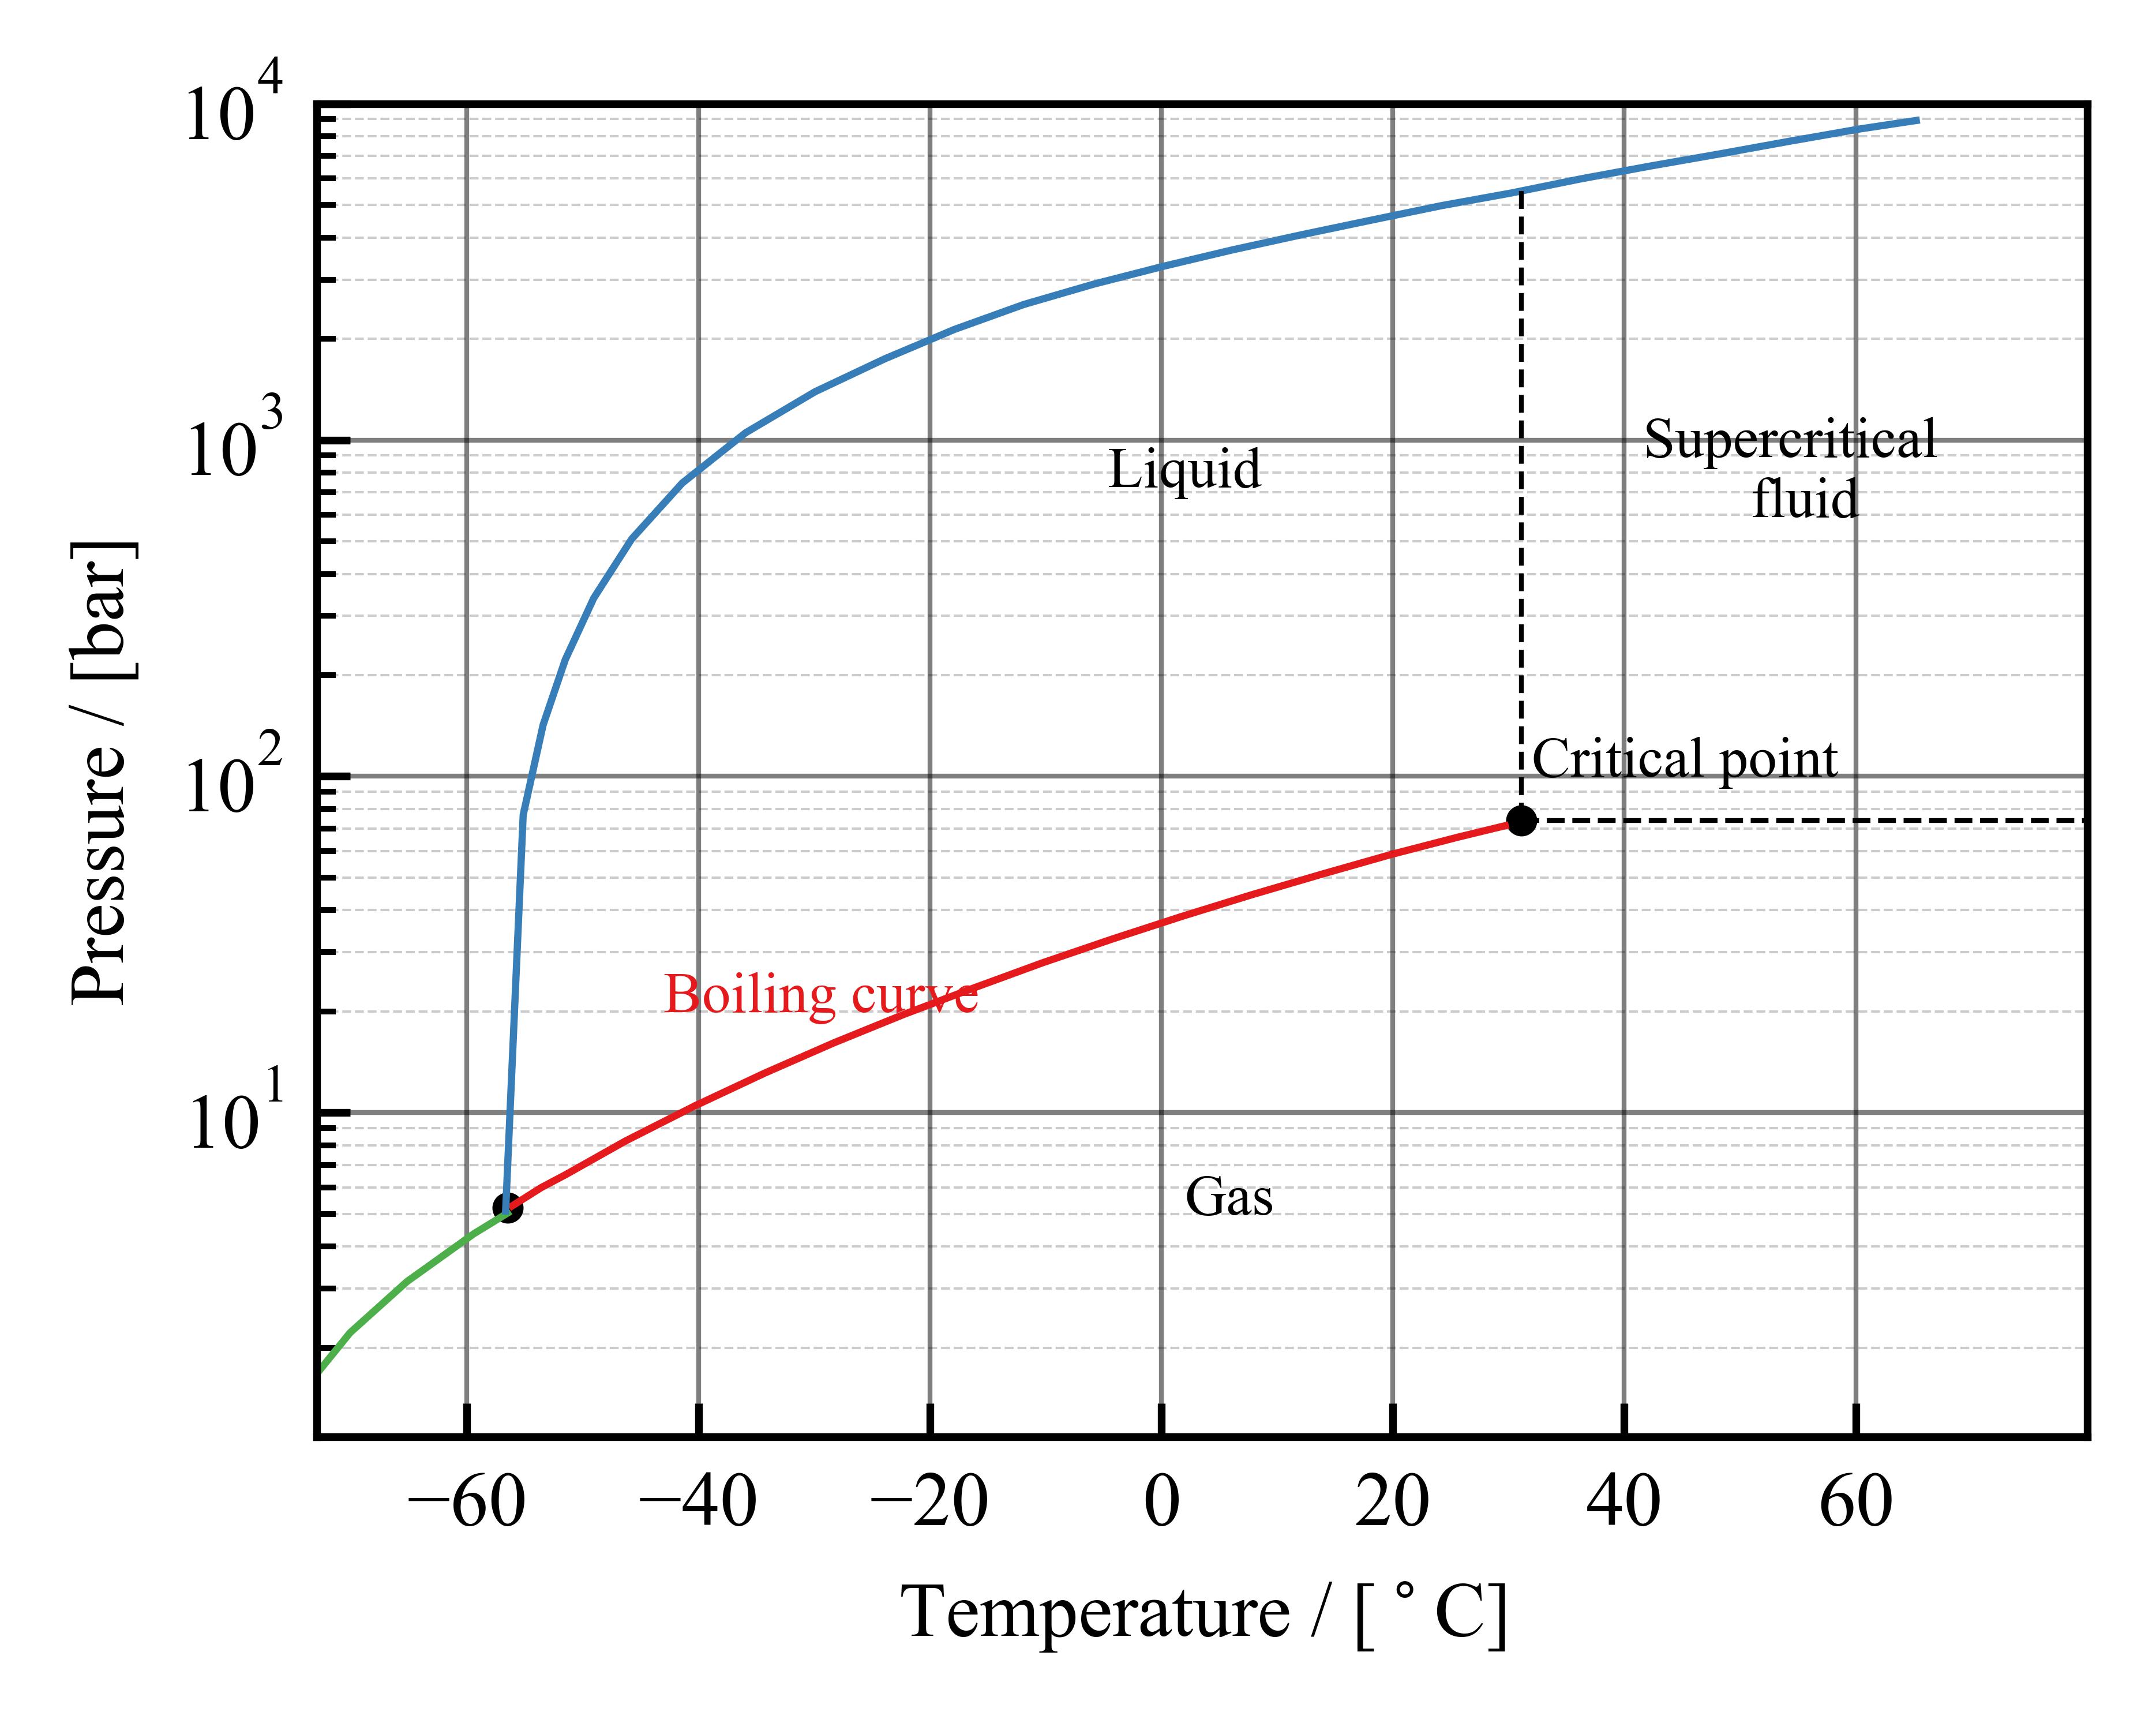 10^4
10^3
10^2
10^1
Pressure / [bar]
Liquid
Supercritical
fluid
Critical point
Boiling curve
Gas
−60 −40 −20 0 20 40 60
Temperature / [ ° C]